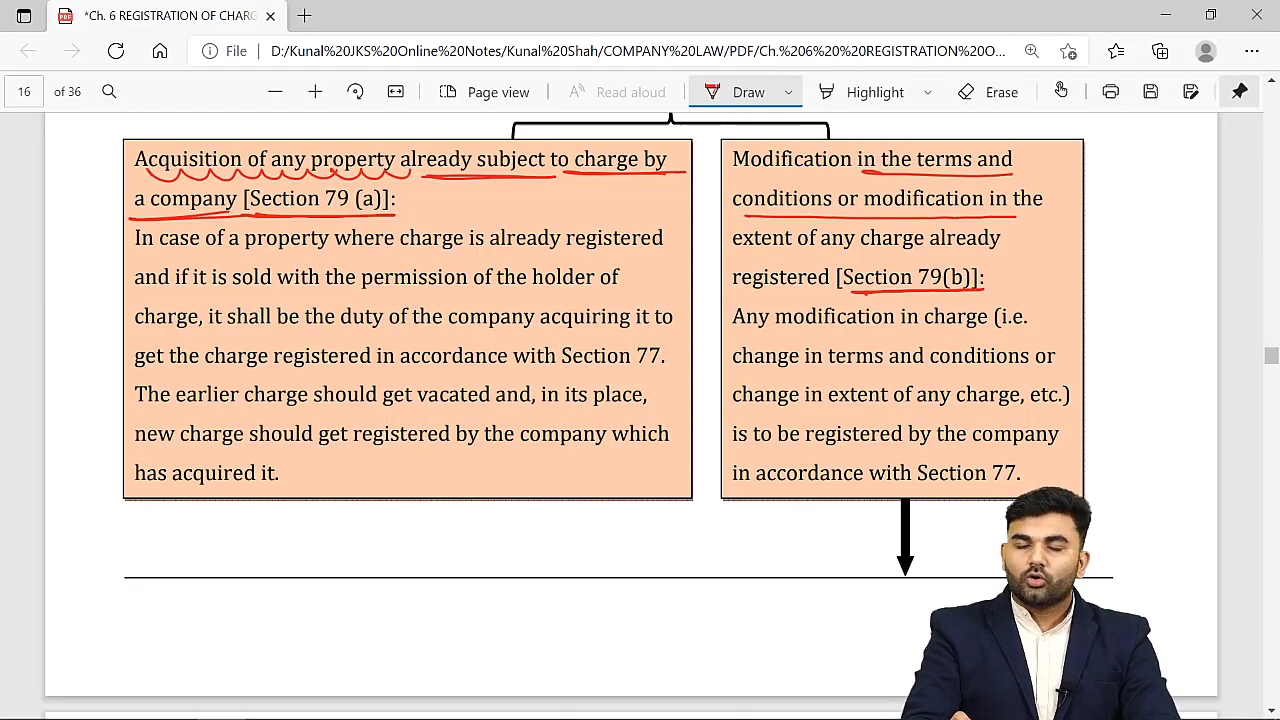 *Ch. 6 REGISTRATION OF CHARG
File
D:/Kunal%20JKS%20Online%20Notes/Kunal%20Shah/COMPANY%20LAW/PDF/Ch.%206%20%20REGISTRATION%20O...
16
of 36
Page view
Read aloud
Draw
Highlight
Erase
Acquisition of any property already subject to charge by
a company [Section 79 (a)]:
In case of a property where charge is already registered
and if it is sold with the permission of the holder of
charge, it shall be the duty of the company acquiring it to
get the charge registered in accordance with Section 77.
The earlier charge should get vacated and, in its place,
new charge should get registered by the company which
has acquired it.
Modification in the terms and
conditions or modification in the
extent of any charge already
registered [Section 79(b)]:
Any modification in charge (i.e.
change in terms and conditions or
change in extent of any charge, etc.)
is to be registered by the company
in accordance with Section 77.